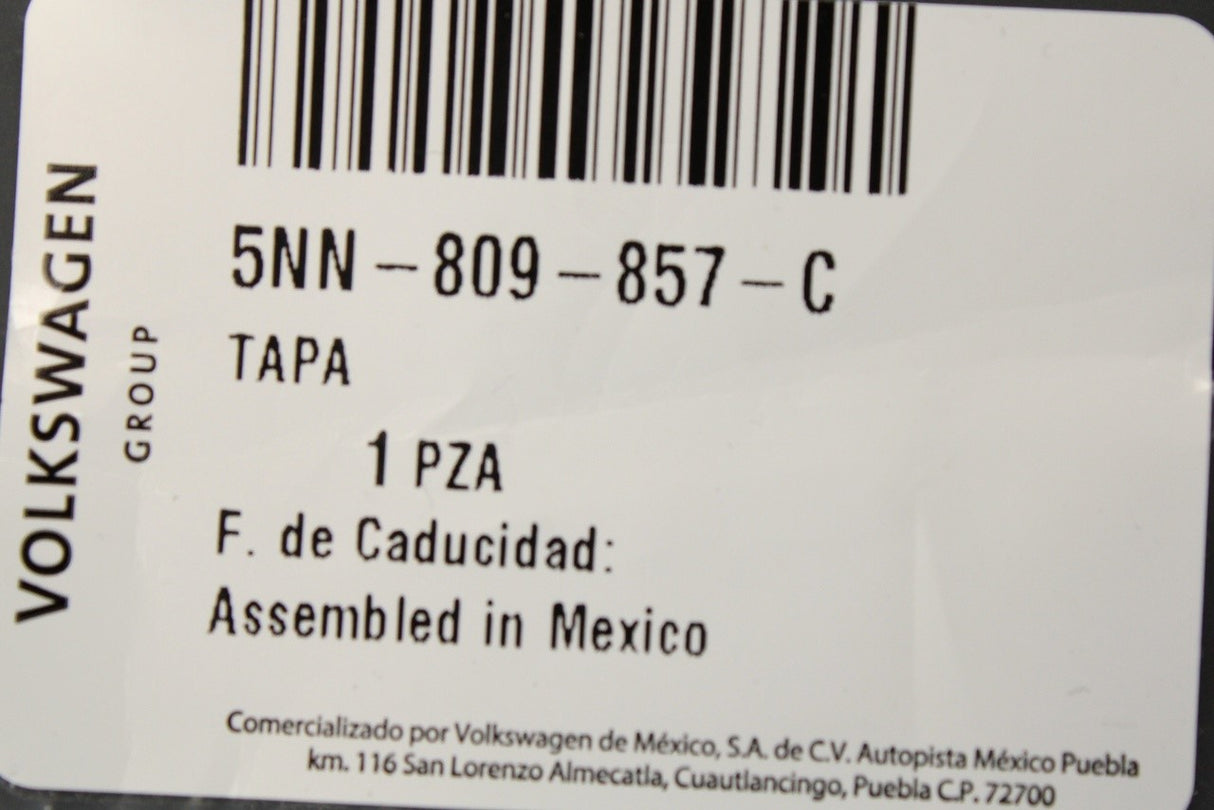 VOLKSWAGEN
GROUP
5NN-809-857-C
TAPA
1 PZA
F. de Caducidad:
Assembled in Mexico
Comercializado por Volkswagen de México, S.A. de C.V. Autopista México Puebla
km. 116 San Lorenzo Almecatla, Cuautlancingo, Puebla C.P. 72700